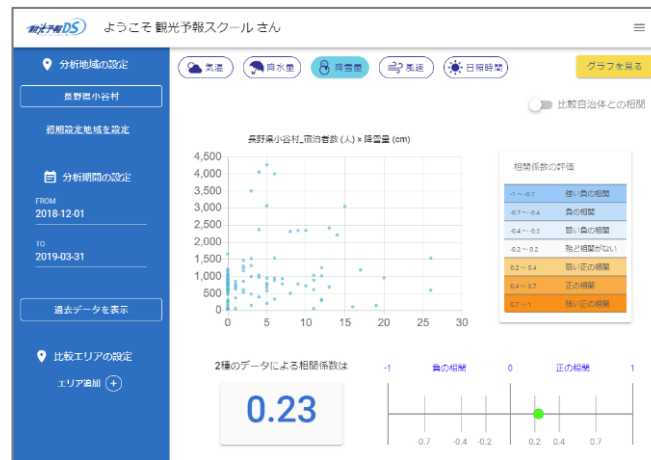 観光予報DS ようこそ 観光予報スクール さん
分析地域の設定
長野県小谷村
初期設定地域を設定
分析期間の設定
FROM
2018-12-01
TO
2019-03-31
過去データを表示
比較エリアの設定
エリア追加 +
気温 降水量 降雪量 風速 日照時間
グラフを見る
比較自治体との相関
長野県小谷村_宿泊者数 (人) × 降雪量 (cm)
4,500
4,000
3,500
3,000
2,500
2,000
1,500
1,000
500
0
0 5 10 15 20 25 30
相関係数の評価
-1 ~ -0.7 強い負の相関
-0.7 ~ -0.4 負の相関
-0.4 ~ -0.2 弱い負の相関
-0.2 ~ 0.2 殆ど相関がない
0.2 ~ 0.4 弱い正の相関
0.4 ~ 0.7 正の相関
0.7 ~ 1 強い正の相関
2種のデータによる相関係数は
0.23
-1 負の相関 0 正の相関 1
-0.7 -0.4 -0.2 0.2 0.4 0.7